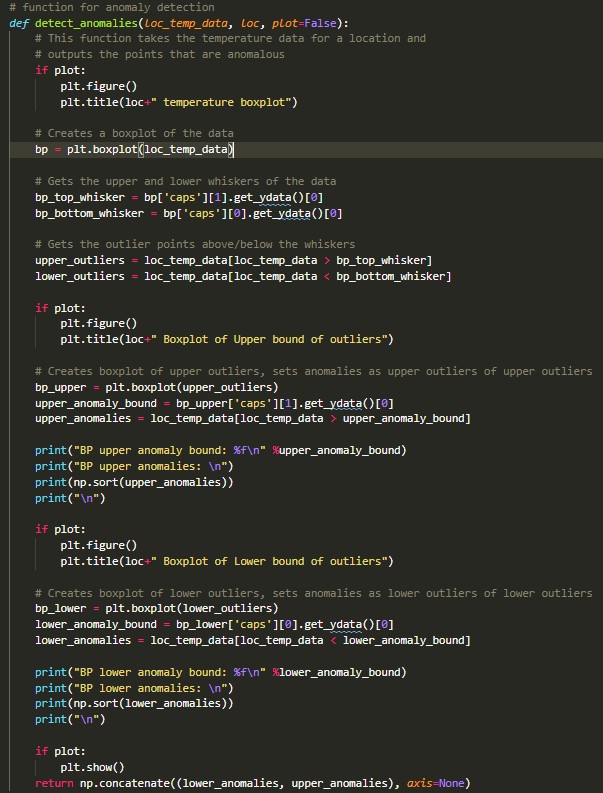 # function for anomaly detection
def detect_anomalies(loc_temp_data, loc, plot=False):
    # This function takes the temperature data for a location and
    # outputs the points that are anomalous
    if plot:
        plt.figure()
        plt.title(loc+" temperature boxplot")

    # Creates a boxplot of the data
    bp = plt.boxplot(loc_temp_data)

    # Gets the upper and lower whiskers of the data
    bp_top_whisker = bp['caps'][1].get_ydata()[0]
    bp_bottom_whisker = bp['caps'][0].get_ydata()[0]

    # Gets the outlier points above/below the whiskers
    upper_outliers = loc_temp_data[loc_temp_data > bp_top_whisker]
    lower_outliers = loc_temp_data[loc_temp_data < bp_bottom_whisker]

    if plot:
        plt.figure()
        plt.title(loc+" Boxplot of Upper bound of outliers")

    # Creates boxplot of upper outliers, sets anomalies as upper outliers of upper outliers
    bp_upper = plt.boxplot(upper_outliers)
    upper_anomaly_bound = bp_upper['caps'][1].get_ydata()[0]
    upper_anomalies = loc_temp_data[loc_temp_data > upper_anomaly_bound]

    print("BP upper anomaly bound: %f\n" %upper_anomaly_bound)
    print("BP upper anomalies: \n")
    print(np.sort(upper_anomalies))
    print("\n")

    if plot:
        plt.figure()
        plt.title(loc+" Boxplot of Lower bound of outliers")

    # Creates boxplot of lower outliers, sets anomalies as lower outliers of lower outliers
    bp_lower = plt.boxplot(lower_outliers)
    lower_anomaly_bound = bp_lower['caps'][0].get_ydata()[0]
    lower_anomalies = loc_temp_data[loc_temp_data < lower_anomaly_bound]

    print("BP lower anomaly bound: %f\n" %lower_anomaly_bound)
    print("BP lower anomalies: \n")
    print(np.sort(lower_anomalies))
    print("\n")

    if plot:
        plt.show()
    return np.concatenate((lower_anomalies, upper_anomalies), axis=None)